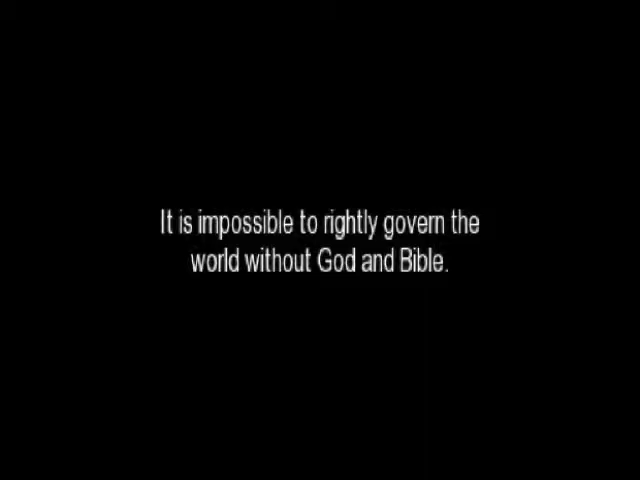 It is impossible to rightly govern the
world without God and Bible.